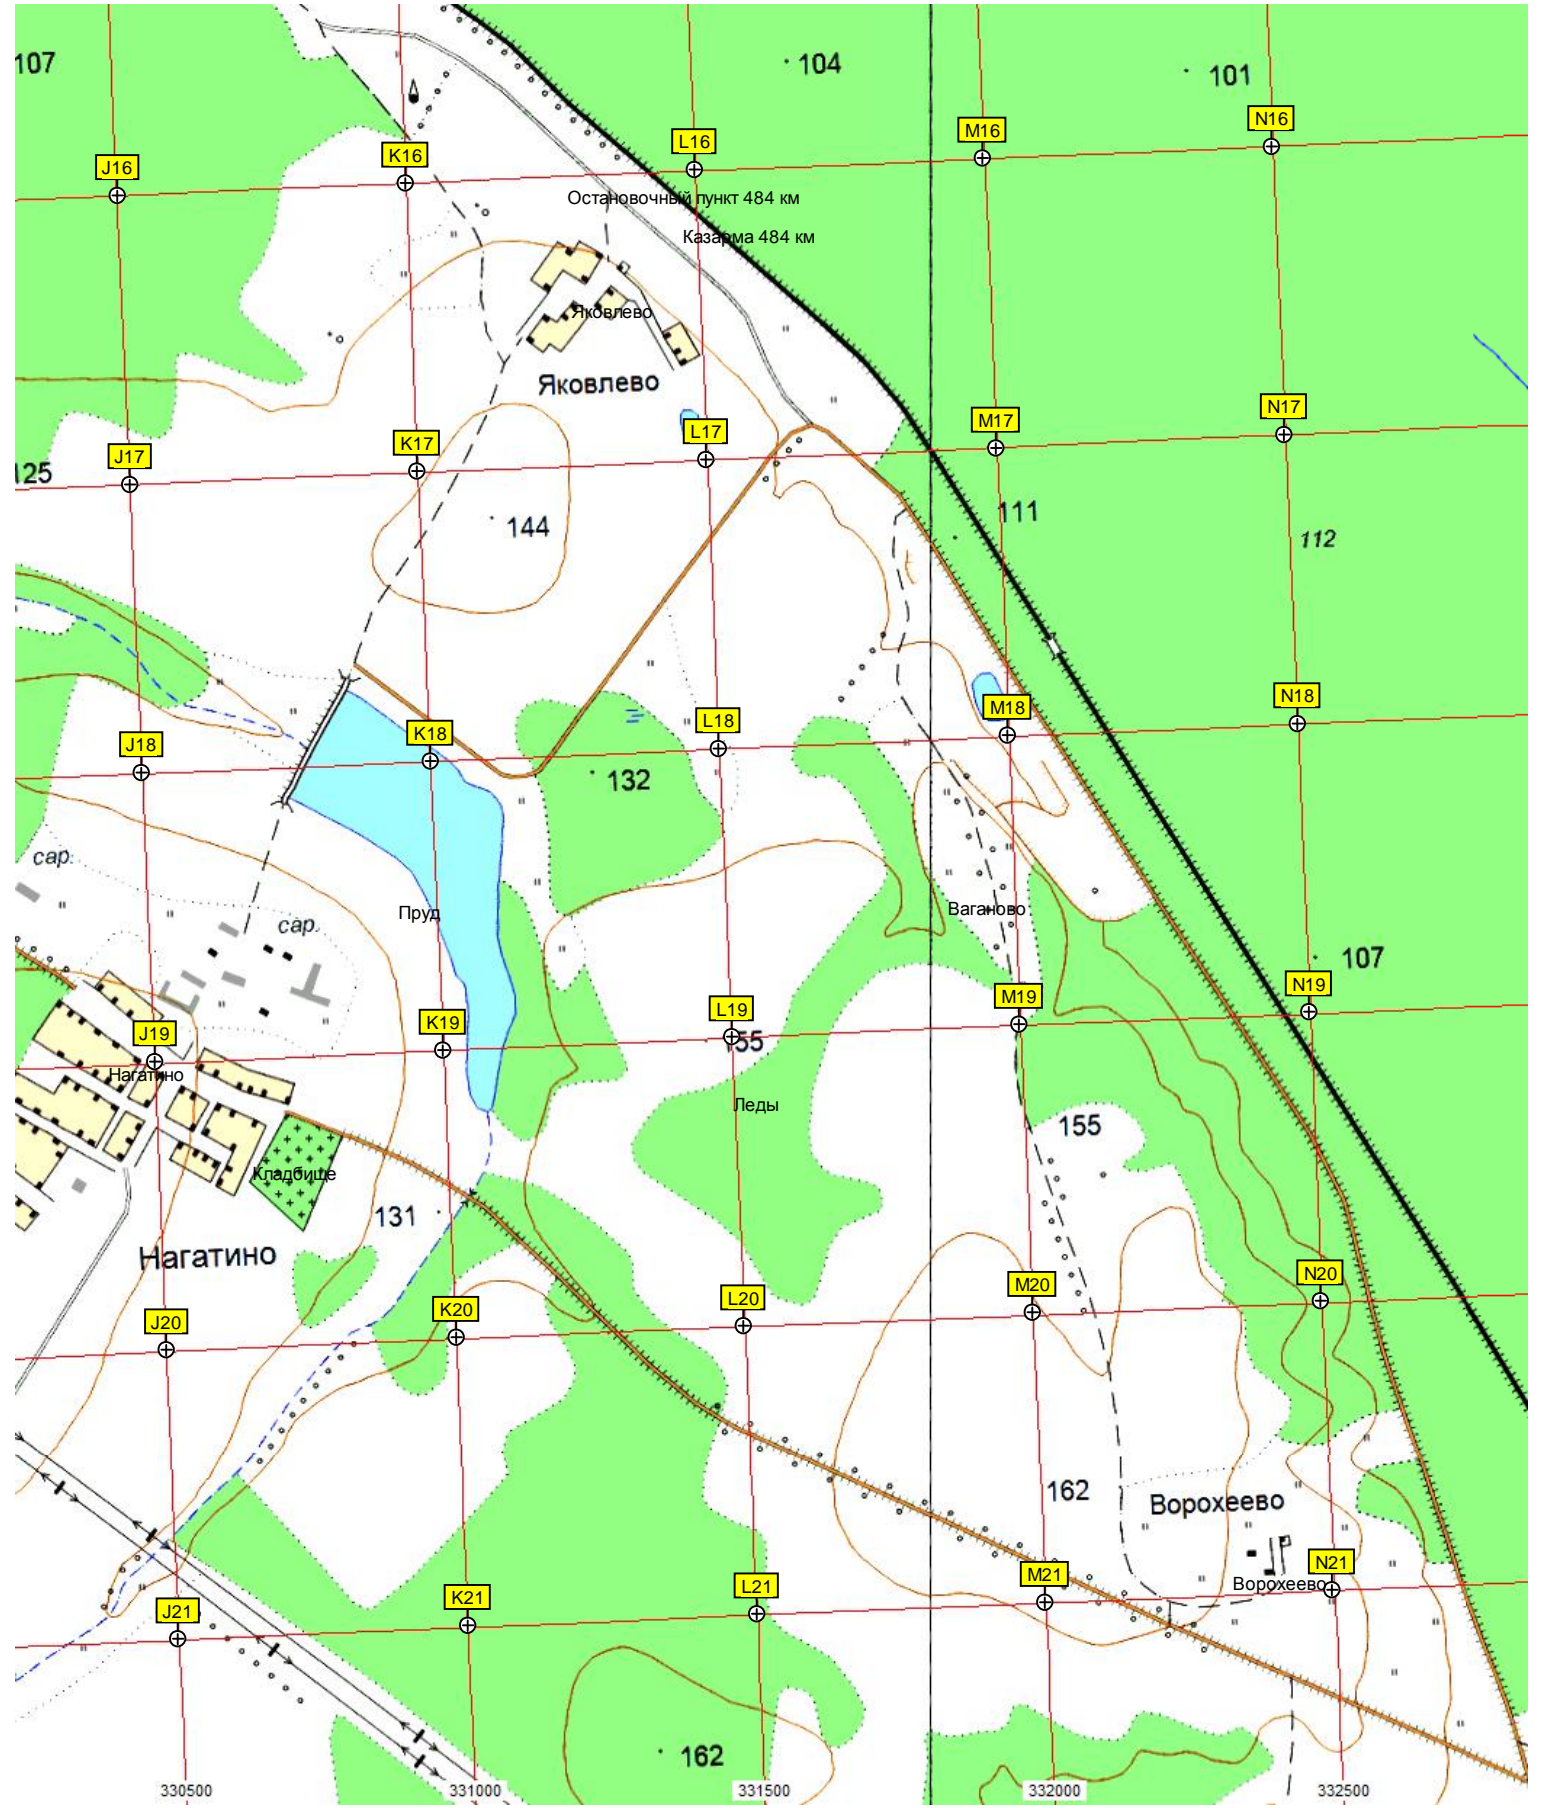 107
104
101
N16
M16
L16
K16
J16
Остановочный пункт 484 км
Казарма 484 км
Яковлево
Яковлево
N17
M17
L17
K17
J17
125
144
111
112
N18
M18
L18
K18
J18
132
сар.
сар.
Пруд
Ваганово
107
N19
M19
L19
K19
J19
155
Нагатино
Леды
155
Кладбище
131
Нагатино
N20
M20
L20
K20
J20
162
Ворохеево
N21
M21
Ворохеево
L21
K21
J21
162
330500
331000
331500
332000
332500